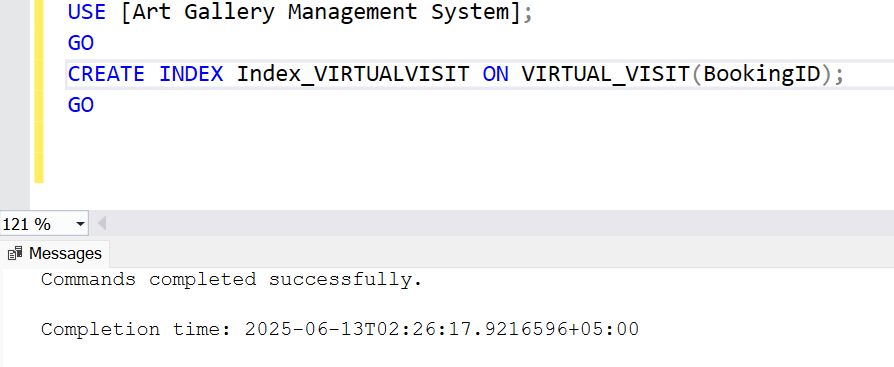 USE [Art Gallery Management System];
GO
CREATE INDEX Index_VIRTUALVISIT ON VIRTUAL_VISIT(BookingID);
GO
121 %
Messages
Commands completed successfully.
Completion time: 2025-06-13T02:26:17.9216596+05:00